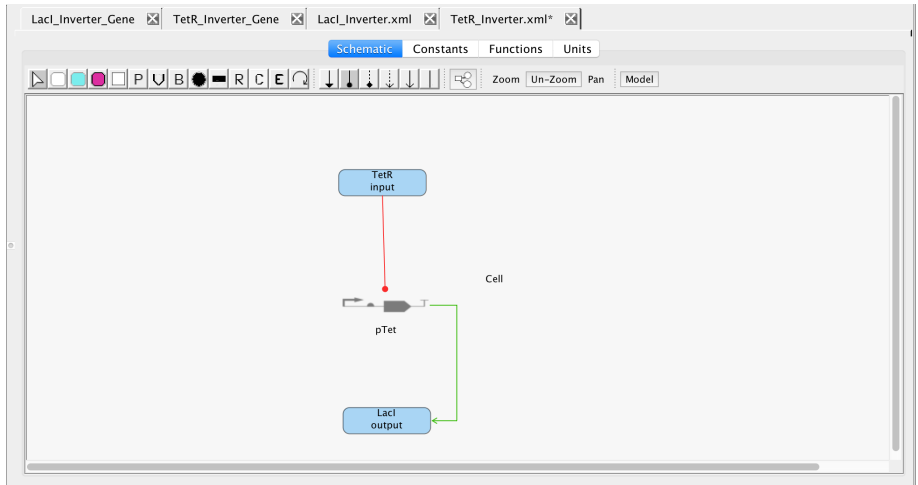 LacI_Inverter_Gene TetR_Inverter_Gene LacI_Inverter.xml TetR_Inverter.xml*
Schematic Constants Functions Units
P V B R C E Zoom Un-Zoom Pan Model
TetR
input
Cell
pTet
LacI
output